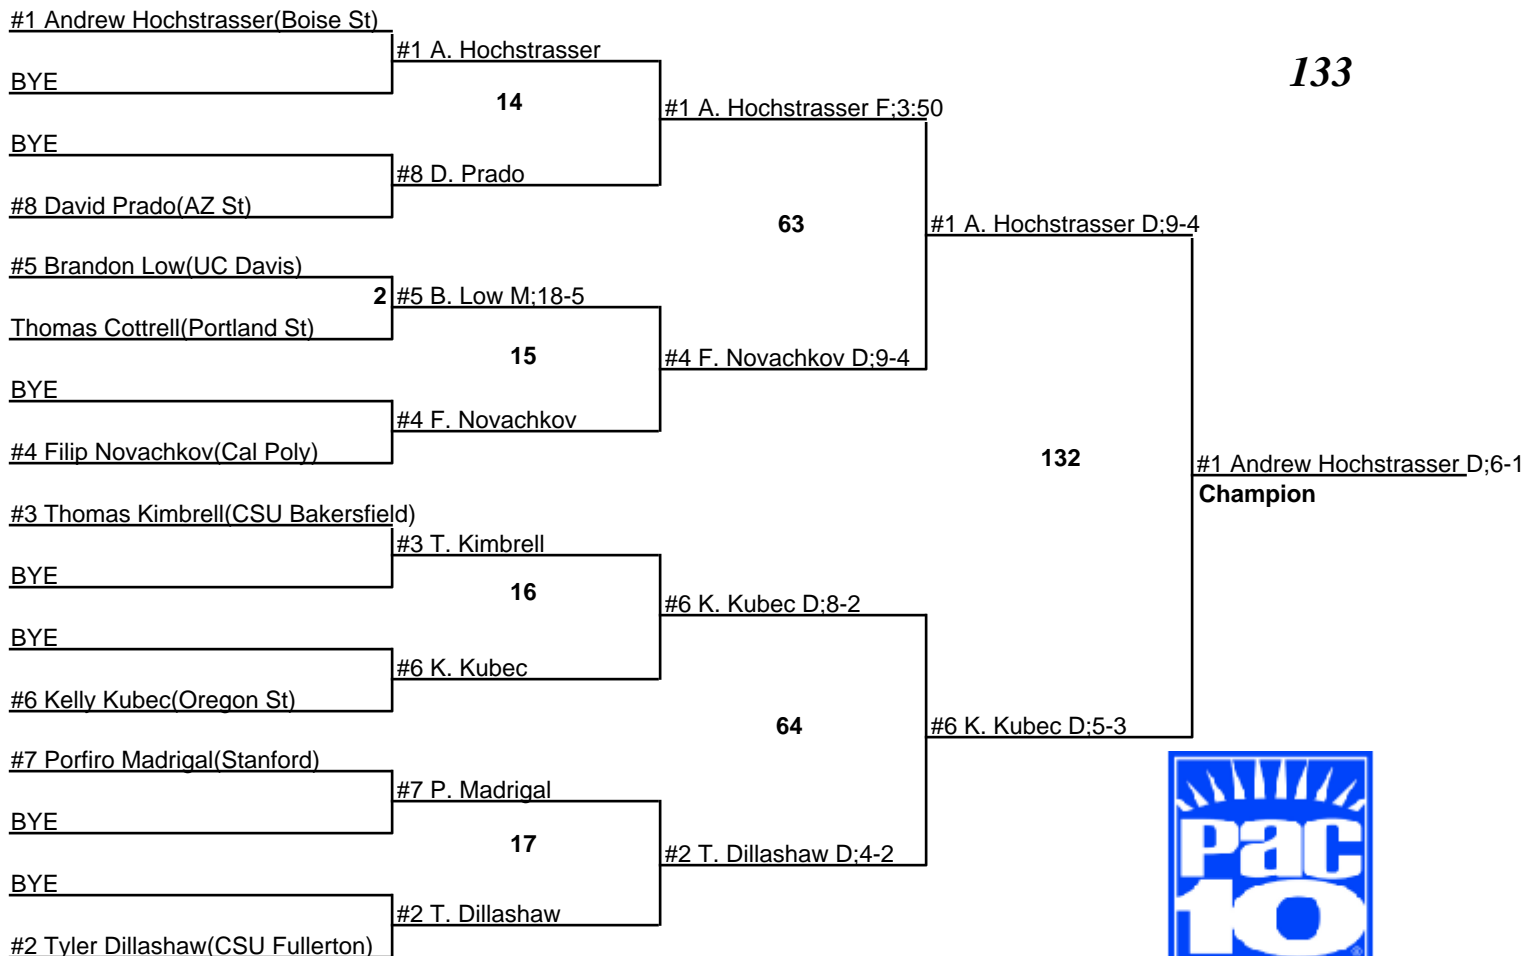 #1 Andrew Hochstrasser(Boise St)
BYE
BYE
#8 David Prado(AZ St)
#5 Brandon Low(UC Davis)
Thomas Cottrell(Portland St)
BYE
#4 Filip Novachkov(Cal Poly)
#3 Thomas Kimbrell(CSU Bakersfield)
BYE
BYE
#6 Kelly Kubec(Oregon St)
#7 Porfiro Madrigal(Stanford)
BYE
BYE
#2 Tyler Dillashaw(CSU Fullerton)
#1 A. Hochstrasser
14
#8 D. Prado
2 #5 B. Low M;18-5
15
#4 F. Novachkov
#3 T. Kimbrell
16
#6 K. Kubec
#7 P. Madrigal
17
#2 T. Dillashaw
#1 A. Hochstrasser F;3:50
63
#4 F. Novachkov D;9-4
#6 K. Kubec D;8-2
64
#2 T. Dillashaw D;4-2
#1 A. Hochstrasser D;9-4
132
#6 K. Kubec D;5-3
133
#1 Andrew Hochstrasser D;6-1
Champion
Pac
10
®